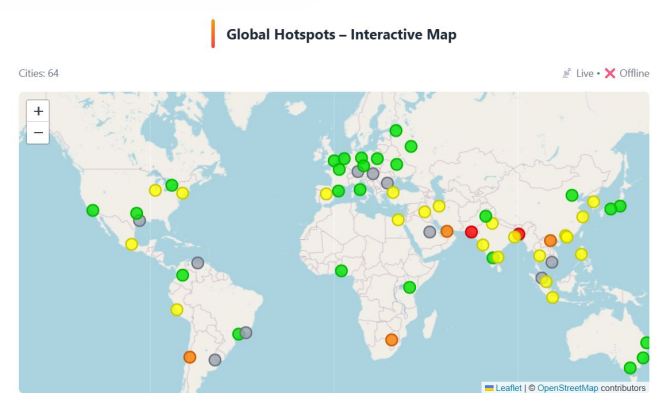 Global Hotspots – Interactive Map
Cities: 64
Live • ❌ Offline
+
−
Leaflet | © OpenStreetMap contributors